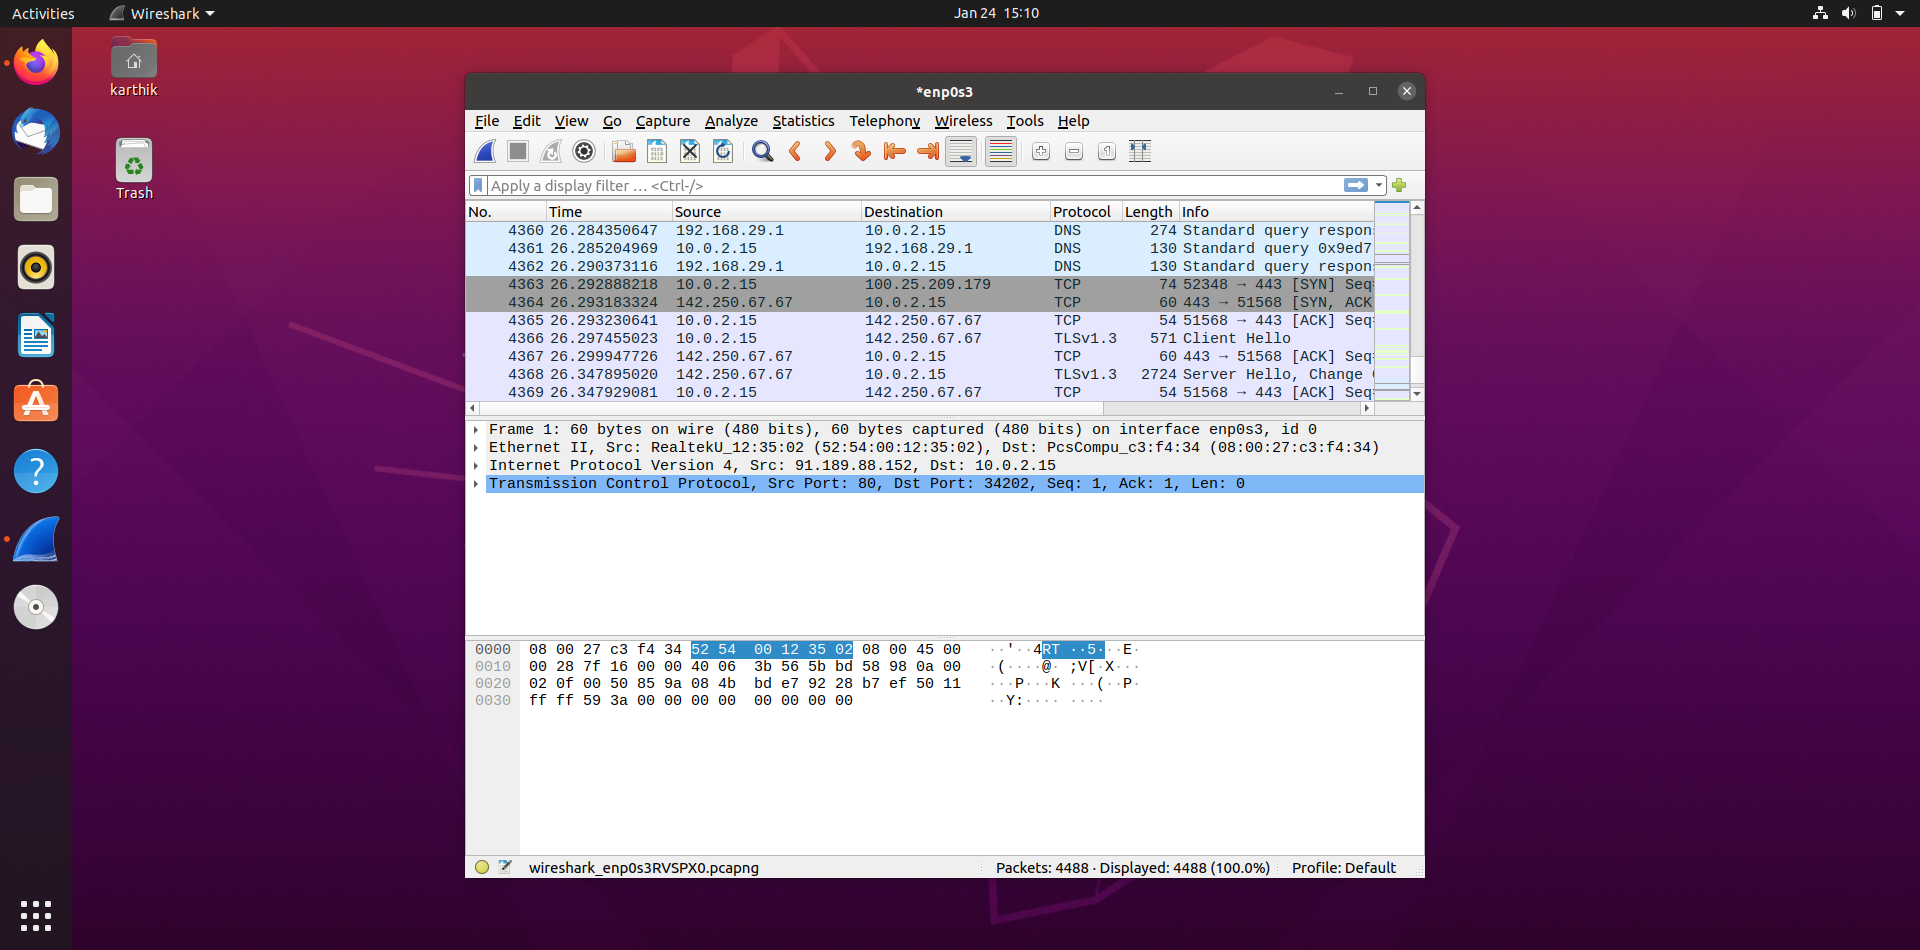 Activities Wireshark Jan 24 15:10
karthik
Trash
*enp0s3
File Edit View Go Capture Analyze Statistics Telephony Wireless Tools Help
Apply a display filter … <Ctrl-/>
No. Time Source Destination Protocol Length Info
4360 26.284350647 192.168.29.1 10.0.2.15 DNS 274 Standard query respon
4361 26.285204969 10.0.2.15 192.168.29.1 DNS 130 Standard query 0x9ed7
4362 26.290373116 192.168.29.1 10.0.2.15 DNS 130 Standard query respon
4363 26.292888218 10.0.2.15 100.25.209.179 TCP 74 52348 → 443 [SYN] Seq=
4364 26.293183324 142.250.67.67 10.0.2.15 TCP 60 443 → 51568 [SYN, ACK
4365 26.293230641 10.0.2.15 142.250.67.67 TCP 54 51568 → 443 [ACK] Seq=
4366 26.297455023 10.0.2.15 142.250.67.67 TLSv1.3 571 Client Hello
4367 26.299947726 142.250.67.67 10.0.2.15 TCP 60 443 → 51568 [ACK] Seq=
4368 26.347895020 142.250.67.67 10.0.2.15 TLSv1.3 2724 Server Hello, Change
4369 26.347929081 10.0.2.15 142.250.67.67 TCP 54 51568 → 443 [ACK] Seq=
Frame 1: 60 bytes on wire (480 bits), 60 bytes captured (480 bits) on interface enp0s3, id 0
Ethernet II, Src: RealtekU_12:35:02 (52:54:00:12:35:02), Dst: PcsCompu_c3:f4:34 (08:00:27:c3:f4:34)
Internet Protocol Version 4, Src: 91.189.88.152, Dst: 10.0.2.15
Transmission Control Protocol, Src Port: 80, Dst Port: 34202, Seq: 1, Ack: 1, Len: 0
0000 08 00 27 c3 f4 34 52 54 00 12 35 02 08 00 45 00 ··'··4RT ··5···E·
0010 00 28 7f 16 00 00 40 06 3b 56 5b bd 58 98 0a 00 ·(····@· ;V[·X···
0020 02 0f 00 50 85 9a 08 4b bd e7 92 28 b7 ef 50 11 ···P···K ···(··P·
0030 ff ff 59 3a 00 00 00 00 00 00 00 00 ··Y:···· ····
wireshark_enp0s3RVSPX0.pcapng Packets: 4488 · Displayed: 4488 (100.0%) Profile: Default